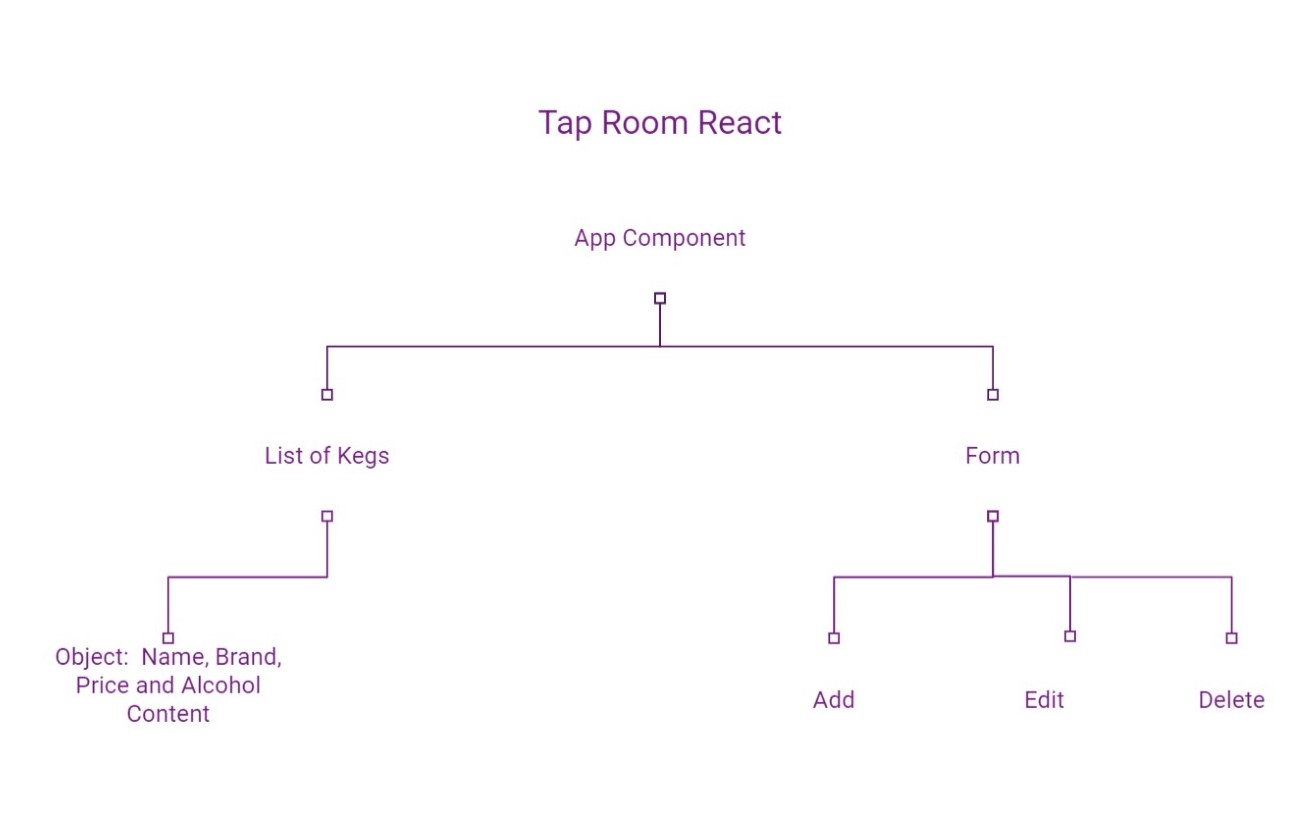 Tap Room React
App Component
List of Kegs
Form
Object:  Name, Brand,
Price and Alcohol
Content
Add
Edit
Delete